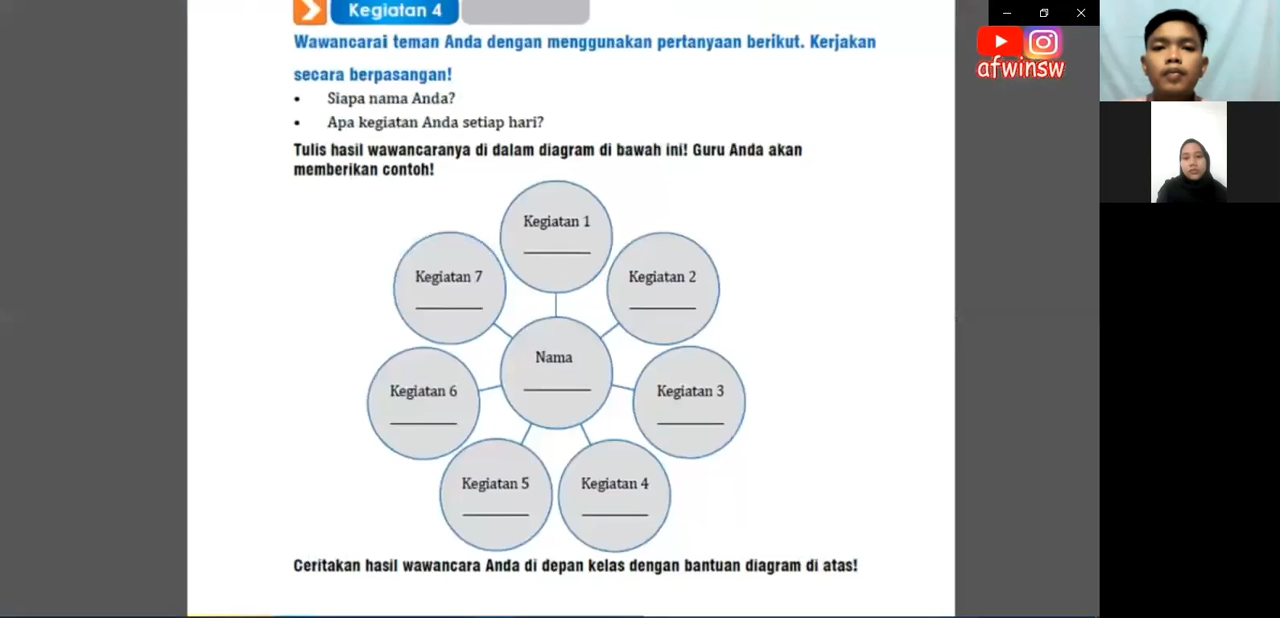 Kegiatan 4
Wawancarai teman Anda dengan menggunakan pertanyaan berikut. Kerjakan
secara berpasangan!
• Siapa nama Anda?
• Apa kegiatan Anda setiap hari?
Tulis hasil wawancaranya di dalam diagram di bawah ini! Guru Anda akan
memberikan contoh!
Kegiatan 1
Kegiatan 7
Kegiatan 2
Nama
Kegiatan 6
Kegiatan 3
Kegiatan 5
Kegiatan 4
Ceritakan hasil wawancara Anda di depan kelas dengan bantuan diagram di atas!
afwinsw